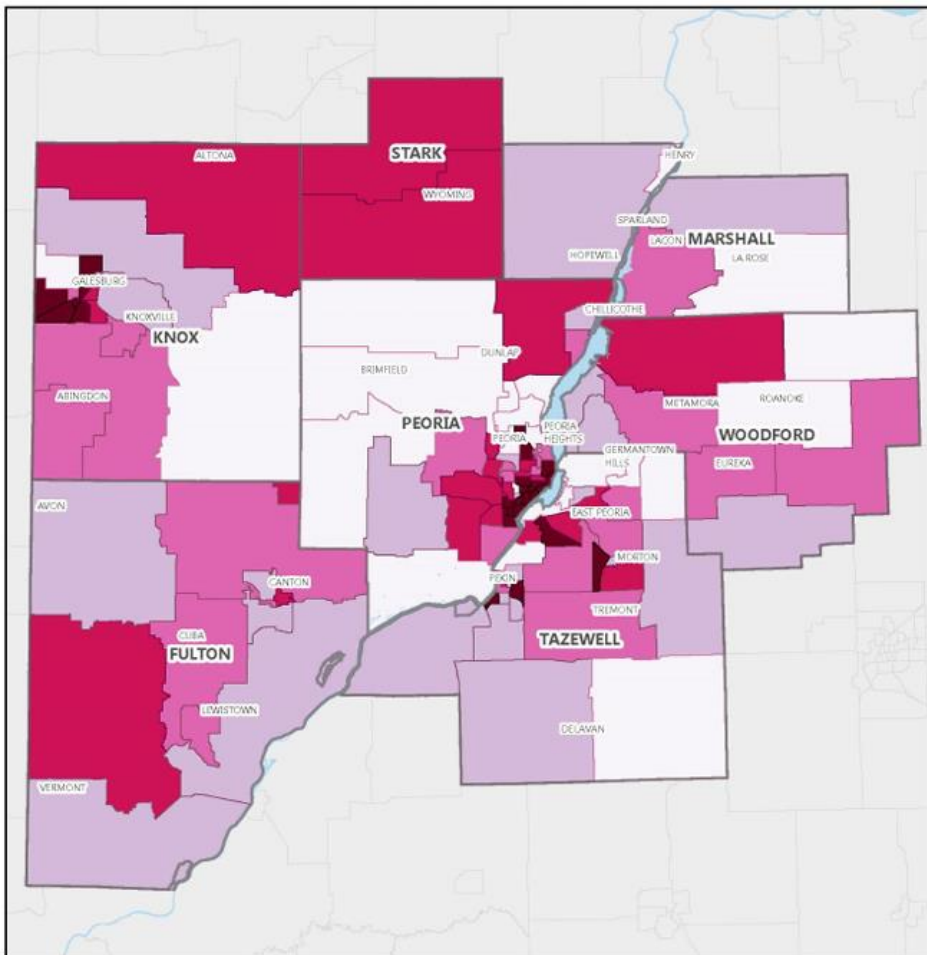 ALTONA
STARK
WYOMING
HENRY
SPARLAND
LACON
MARSHALL
HOPEWELL
LA ROSE
GALESBURG
CHILLICOTHE
KNOXVILLE
KNOX
DUNLAP
BRIMFIELD
ABINGDON
METAMORA
ROANOKE
PEORIA
PEORIA
PEORIA
HEIGHTS
WOODFORD
GERMANTOWN
HILLS
EUREKA
AVON
EAST PEORIA
MORTON
CANTON
PEKIN
TREMONT
CUBA
FULTON
TAZEWELL
LEWISTOWN
DELAVAN
VERMONT